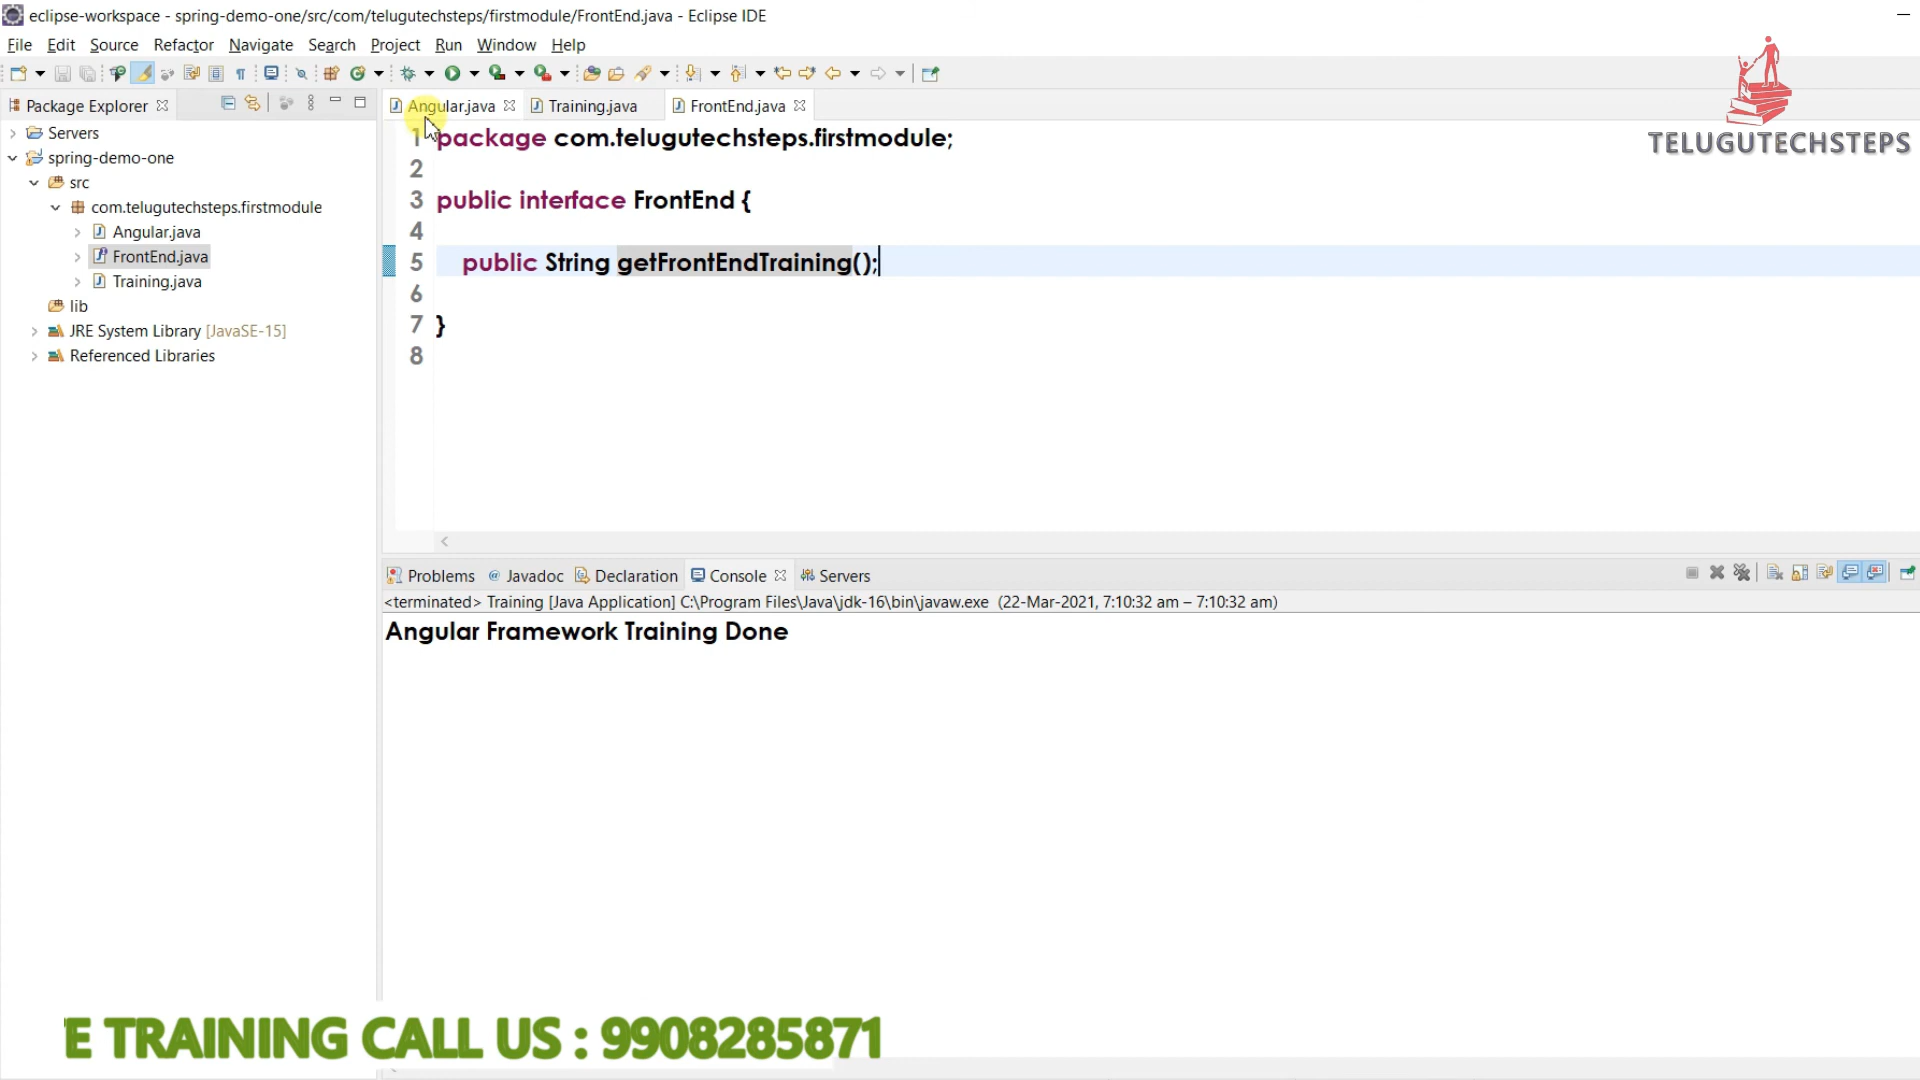 eclipse-workspace - spring-demo-one/src/com/telugutechsteps/firstmodule/FrontEnd.java - Eclipse IDE
File Edit Source Refactor Navigate Search Project Run Window Help
TELUGUTECHSTEPS
Package Explorer
Servers
spring-demo-one
src
com.telugutechsteps.firstmodule
Angular.java
FrontEnd.java
Training.java
lib
JRE System Library [JavaSE-15]
Referenced Libraries
Angular.java Training.java FrontEnd.java
1 package com.telugutechsteps.firstmodule;
2
3 public interface FrontEnd {
4
5 public String getFrontEndTraining();
6
7 }
8
Problems @ Javadoc Declaration Console Servers
<terminated> Training [Java Application] C:\Program Files\Java\jdk-16\bin\javaw.exe (22-Mar-2021, 7:10:32 am – 7:10:32 am)
Angular Framework Training Done
E TRAINING CALL US : 9908285871